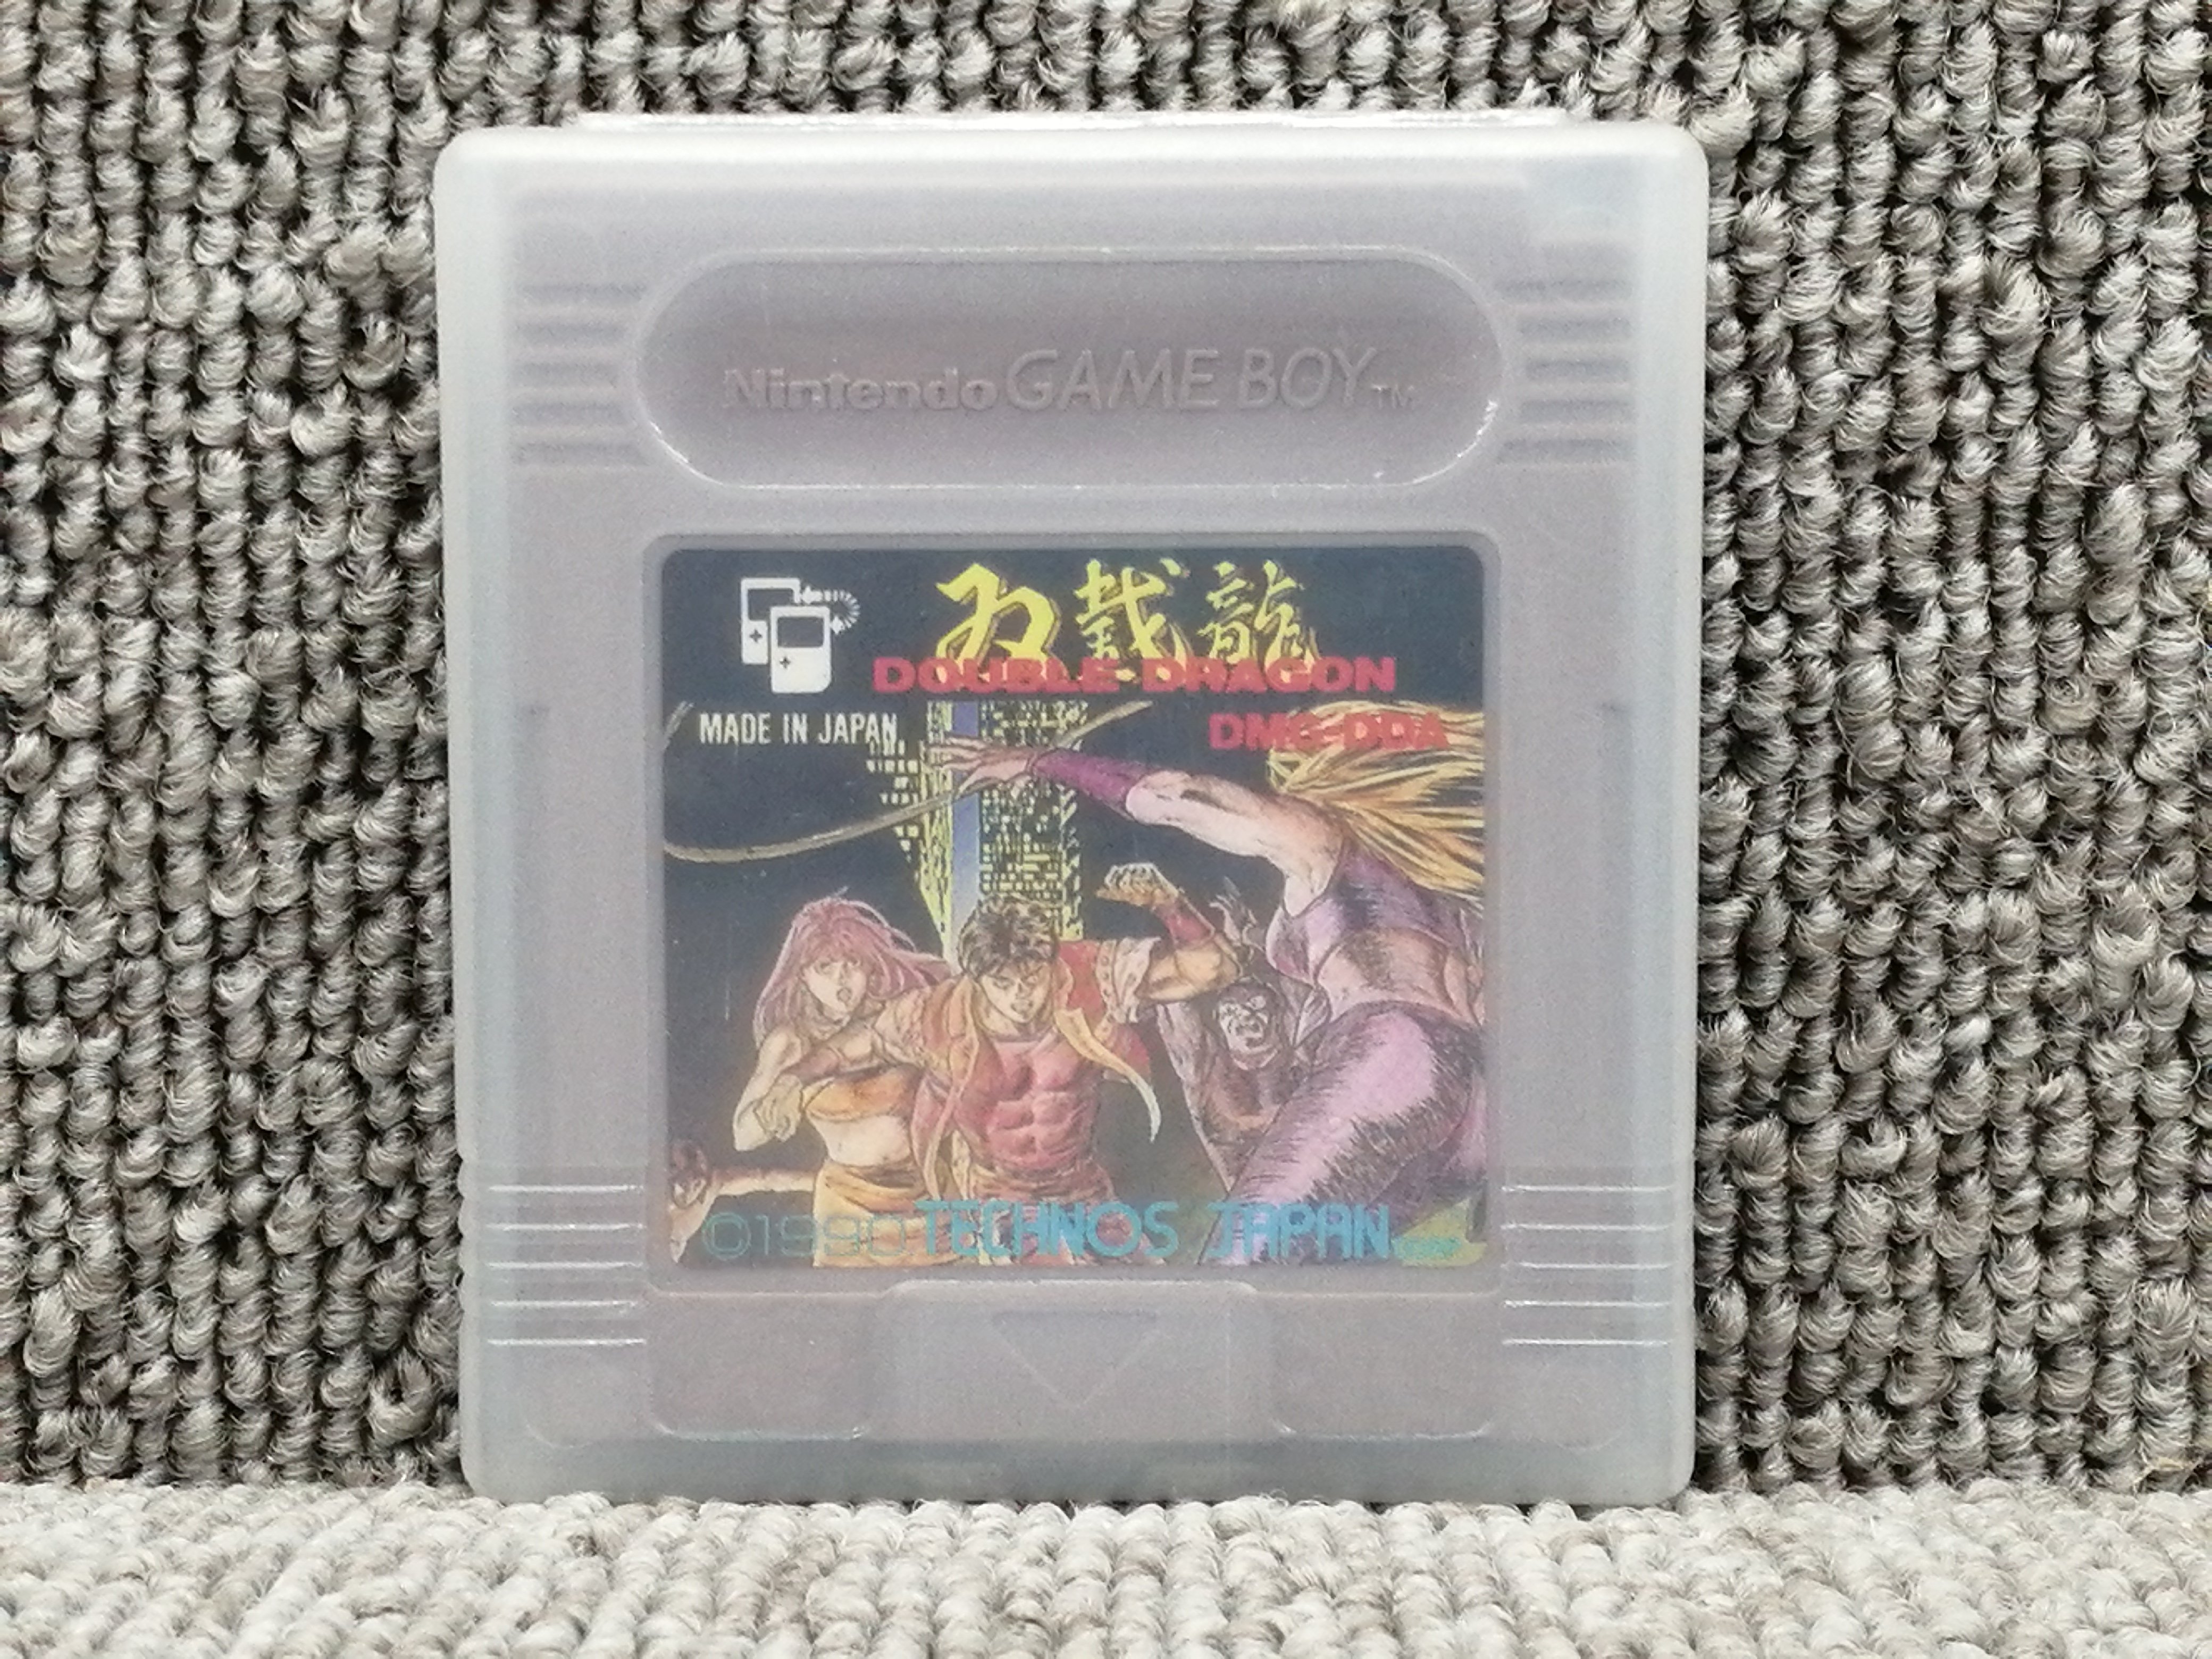 Nintendo GAME BOY™
双截龍
DOUBLE DRAGON
MADE IN JAPAN
DMG-DDA
©1990 TECHNOS JAPAN